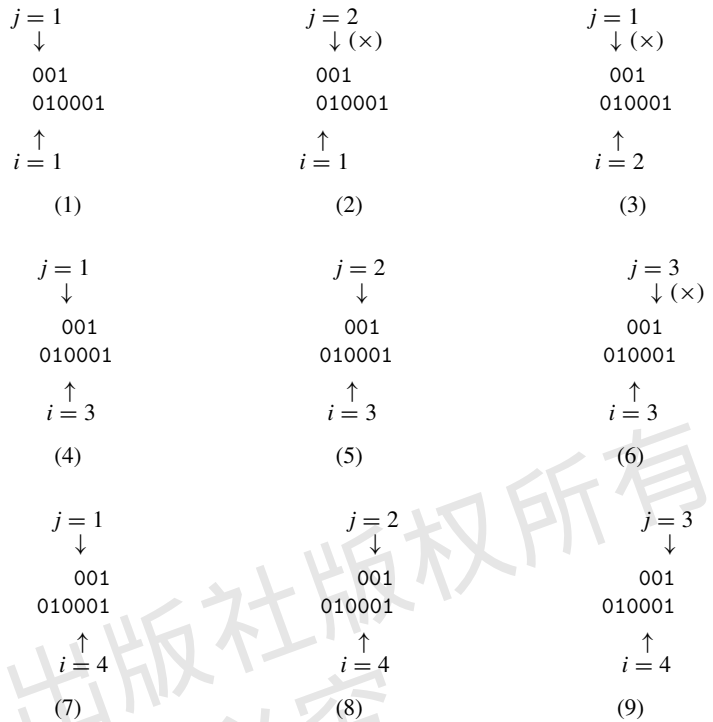 j = 1 j = 2 j = 1
↓ ↓ (×) ↓ (×)
001 001 001
010001 010001 010001
↑ ↑ ↑
i = 1 i = 1 i = 2
(1) (2) (3)
j = 1 j = 2 j = 3
↓ ↓ ↓ (×)
001 001 001
010001 010001 010001
↑ ↑ ↑
i = 3 i = 3 i = 3
(4) (5) (6)
j = 1 j = 2 j = 3
↓ ↓ ↓
001 001 001
010001 010001 010001
↑ ↑ ↑
i = 4 i = 4 i = 4
(7) (8) (9)
出版社版权所有